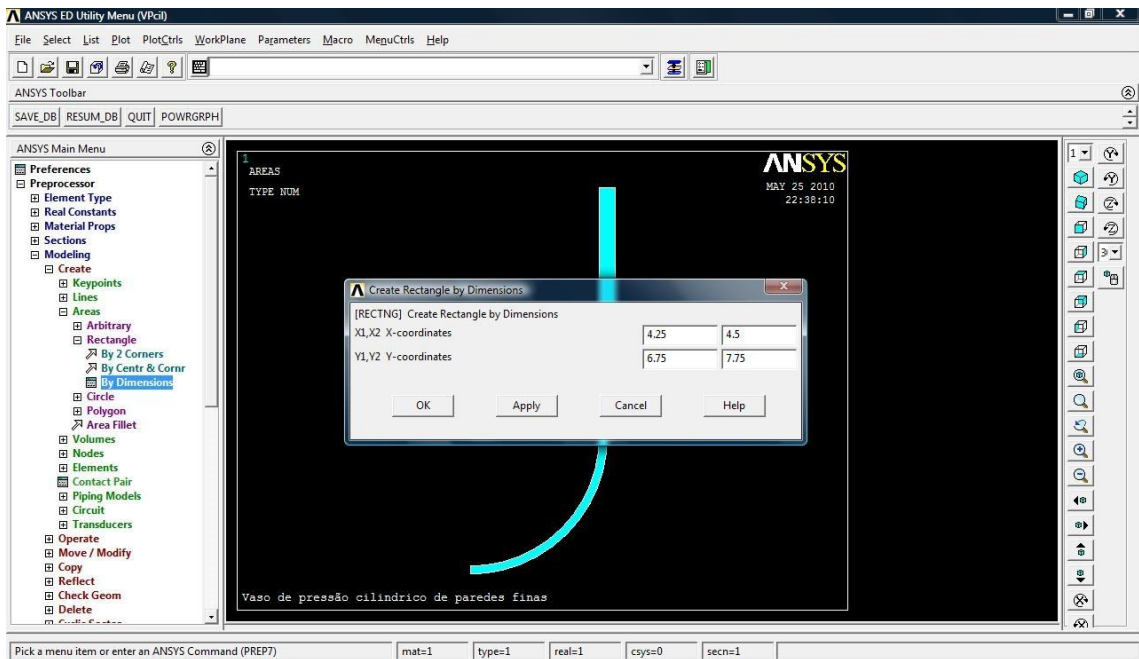 ANSYS ED Utility Menu (VPcil)
File Select List Plot PlotCtrls WorkPlane Parameters Macro MenuCtrls Help
ANSYS Toolbar
SAVE_DB RESUM_DB QUIT POWRGRPH
ANSYS Main Menu
Preferences
Preprocessor
Element Type
Real Constants
Material Props
Sections
Modeling
Create
Keypoints
Lines
Areas
Arbitrary
Rectangle
By 2 Corners
By Centr & Cornr
By Dimensions
Circle
Polygon
Area Fillet
Volumes
Nodes
Elements
Contact Pair
Piping Models
Circuit
Transducers
Operate
Move / Modify
Copy
Reflect
Check Geom
Delete
1
AREAS
TYPE NUM
ANSYS
MAY 25 2010
22:38:10
Create Rectangle by Dimensions
[RECTNG] Create Rectangle by Dimensions
X1,X2 X-coordinates 4.25 4.5
Y1,Y2 Y-coordinates 6.75 7.75
OK Apply Cancel Help
Vaso de pressão cilindrico de paredes finas
1
Pick a menu item or enter an ANSYS Command (PREP7) mat=1 type=1 real=1 csys=0 secn=1